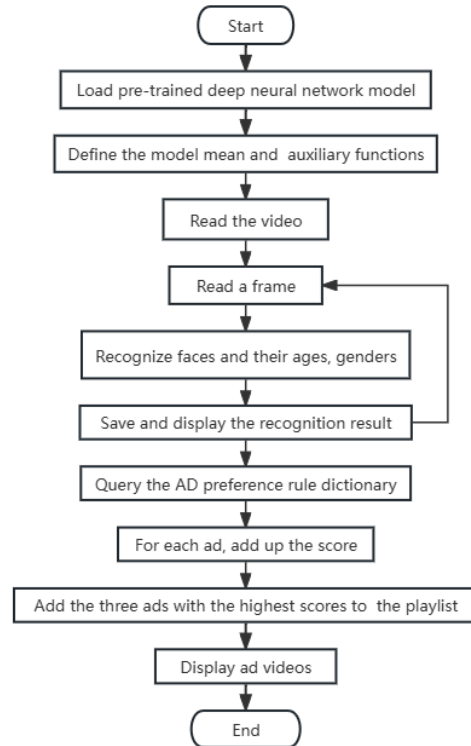 Start
Load pre-trained deep neural network model
Define the model mean and auxiliary functions
Read the video
Read a frame
Recognize faces and their ages, genders
Save and display the recognition result
Query the AD preference rule dictionary
For each ad, add up the score
Add the three ads with the highest scores to the playlist
Display ad videos
End